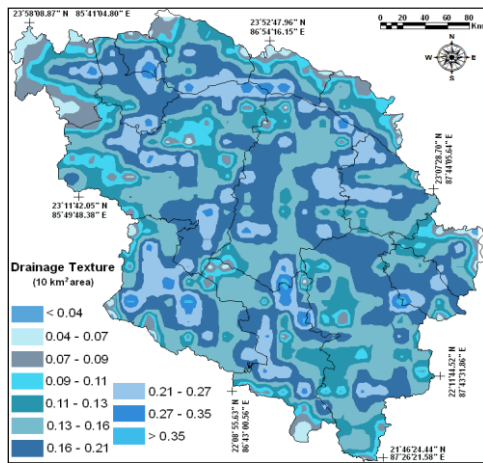 23°58'08.87" N 85°41'04.80" E
23°52'47.96" N
86°54'16.15" E
0 20 40 60 80
Km
N
W E
S
23°07'28.70" N
87°44'05.64" E
23°11'42.05" N
85°49'48.38" E
Drainage Texture
(10 km² area)
< 0.04
0.04 - 0.07
0.07 - 0.09
0.09 - 0.11
0.11 - 0.13
0.13 - 0.16
0.16 - 0.21
0.21 - 0.27
0.27 - 0.35
> 0.35
22°08'55.63" N
86°43'00.56" E
22°11'44.52" N
87°43'31.86" E
21°46'24.44" N
87°26'21.58" E